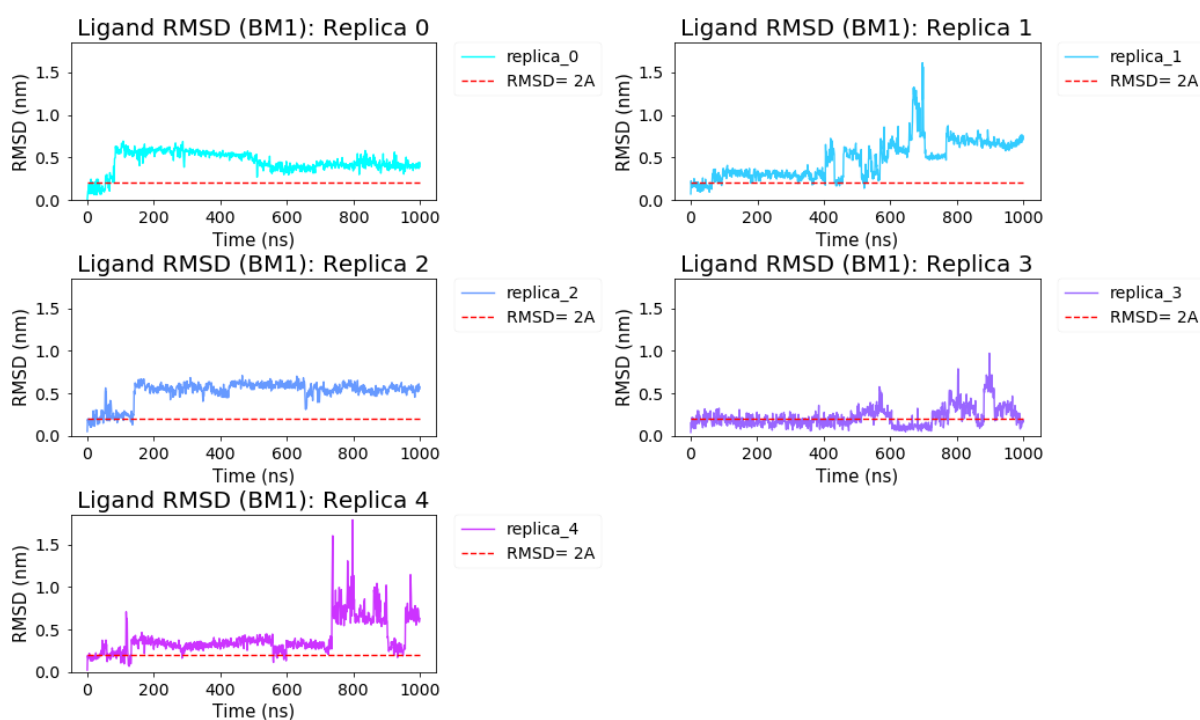 Ligand RMSD (BM1): Replica 0
RMSD (nm)
1.5
1.0
0.5
0.0
0 200 400 600 800 1000
Time (ns)
replica_0
RMSD= 2A
Ligand RMSD (BM1): Replica 1
RMSD (nm)
1.5
1.0
0.5
0.0
0 200 400 600 800 1000
Time (ns)
replica_1
RMSD= 2A
Ligand RMSD (BM1): Replica 2
RMSD (nm)
1.5
1.0
0.5
0.0
0 200 400 600 800 1000
Time (ns)
replica_2
RMSD= 2A
Ligand RMSD (BM1): Replica 3
RMSD (nm)
1.5
1.0
0.5
0.0
0 200 400 600 800 1000
Time (ns)
replica_3
RMSD= 2A
Ligand RMSD (BM1): Replica 4
RMSD (nm)
1.5
1.0
0.5
0.0
0 200 400 600 800 1000
Time (ns)
replica_4
RMSD= 2A